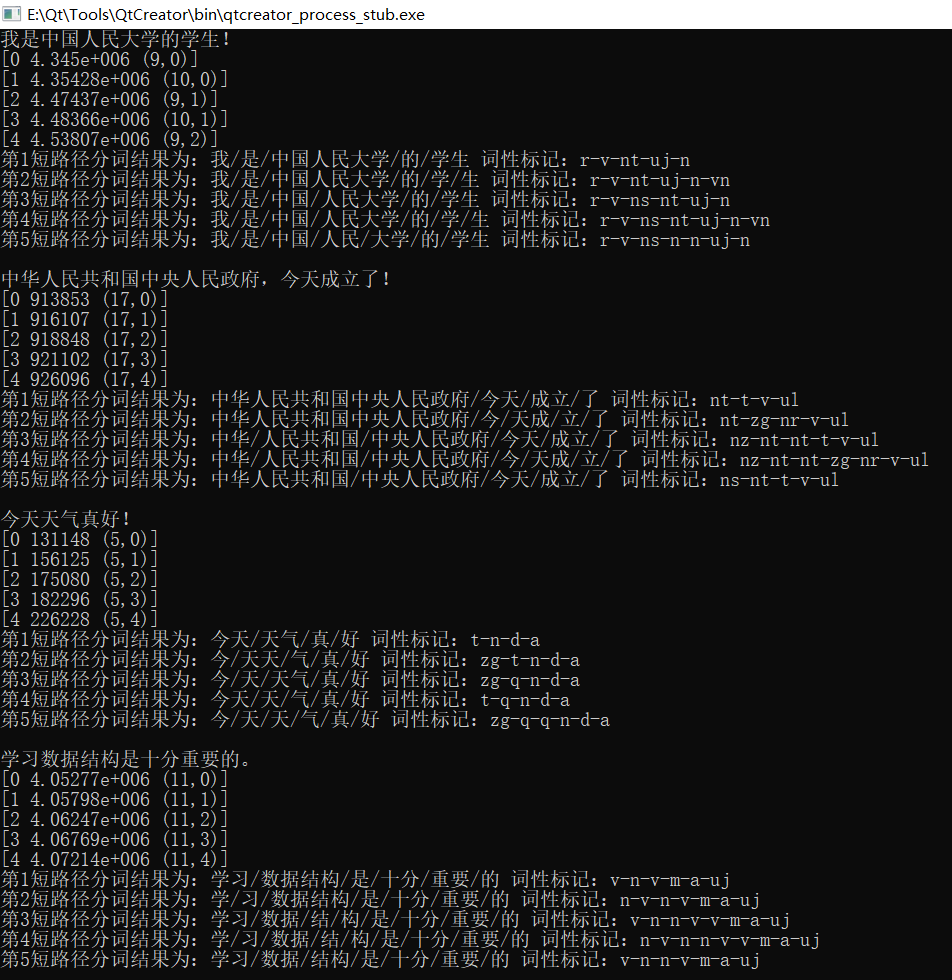 E:\Qt\Tools\QtCreator\bin\qtcreator_process_stub.exe
我是中国人民大学的学生！
[0 4.345e+006 (9,0)]
[1 4.35428e+006 (10,0)]
[2 4.47437e+006 (9,1)]
[3 4.48366e+006 (10,1)]
[4 4.53807e+006 (9,2)]
第1短路径分词结果为: 我/是/中国人民大学/的/学生 词性标记: r-v-nt-uj-n
第2短路径分词结果为: 我/是/中国人民大学/的/学/生 词性标记: r-v-nt-uj-n-vn
第3短路径分词结果为: 我/是/中国/人民大学/的/学生 词性标记: r-v-ns-nt-uj-n
第4短路径分词结果为: 我/是/中国/人民大学/的/学/生 词性标记: r-v-ns-nt-uj-n-vn
第5短路径分词结果为: 我/是/中国/人民/大学/的/学生 词性标记: r-v-ns-n-n-uj-n
中华人民共和国中央人民政府，今天成立了！
[0 913853 (17,0)]
[1 916107 (17,1)]
[2 918848 (17,2)]
[3 921102 (17,3)]
[4 926096 (17,4)]
第1短路径分词结果为: 中华人民共和国中央人民政府/今天/成立/了 词性标记: nt-t-v-ul
第2短路径分词结果为: 中华人民共和国中央人民政府/今/天成/立/了 词性标记: nt-zg-nr-v-ul
第3短路径分词结果为: 中华/人民共和国/中央人民政府/今天/成立/了 词性标记: nz-nt-nt-t-v-ul
第4短路径分词结果为: 中华/人民共和国/中央人民政府/今/天成/立/了 词性标记: nz-nt-nt-zg-nr-v-ul
第5短路径分词结果为: 中华人民共和国/中央人民政府/今天/成立/了 词性标记: ns-nt-t-v-ul
今天天气真好！
[0 131148 (5,0)]
[1 156125 (5,1)]
[2 175080 (5,2)]
[3 182296 (5,3)]
[4 226228 (5,4)]
第1短路径分词结果为: 今天/天气/真/好 词性标记: t-n-d-a
第2短路径分词结果为: 今/天天/气/真/好 词性标记: zg-t-n-d-a
第3短路径分词结果为: 今/天/天气/真/好 词性标记: zg-q-n-d-a
第4短路径分词结果为: 今天/天/气/真/好 词性标记: t-q-n-d-a
第5短路径分词结果为: 今/天/天/气/真/好 词性标记: zg-q-q-n-d-a
学习数据结构是十分重要的。
[0 4.05277e+006 (11,0)]
[1 4.05798e+006 (11,1)]
[2 4.06247e+006 (11,2)]
[3 4.06769e+006 (11,3)]
[4 4.07214e+006 (11,4)]
第1短路径分词结果为: 学习/数据结构/是/十分/重要/的 词性标记: v-n-v-m-a-uj
第2短路径分词结果为: 学/习/数据结构/是/十分/重要/的 词性标记: n-v-n-v-m-a-uj
第3短路径分词结果为: 学习/数据/结/构/是/十分/重要/的 词性标记: v-n-n-v-v-m-a-uj
第4短路径分词结果为: 学/习/数据/结/构/是/十分/重要/的 词性标记: n-v-n-n-v-v-m-a-uj
第5短路径分词结果为: 学习/数据/结构/是/十分/重要/的 词性标记: v-n-n-v-m-a-uj